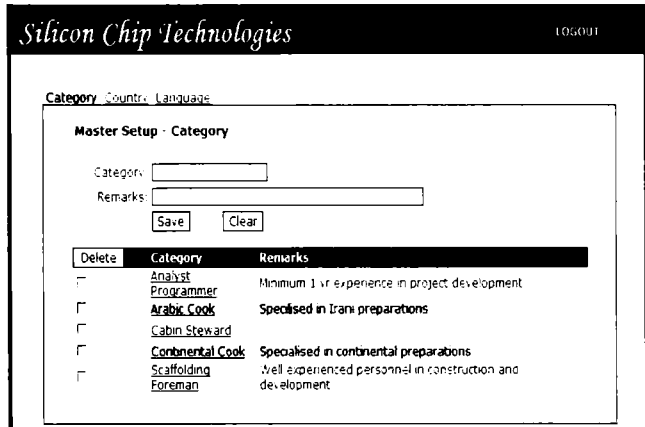 Silicon Chip Technologies
LOGOUT
Category Country Language
Master Setup - Category
Category:
Remarks:
Save Clear
Delete Category Remarks
Analyst Programmer Minimum 1 yr experience in project development
Arabic Cook Specilised in Irani preparations
Cabin Steward
Continental Cook Specialised in continental preparations
Scaffolding Foreman Well experienced personnel in construction and development